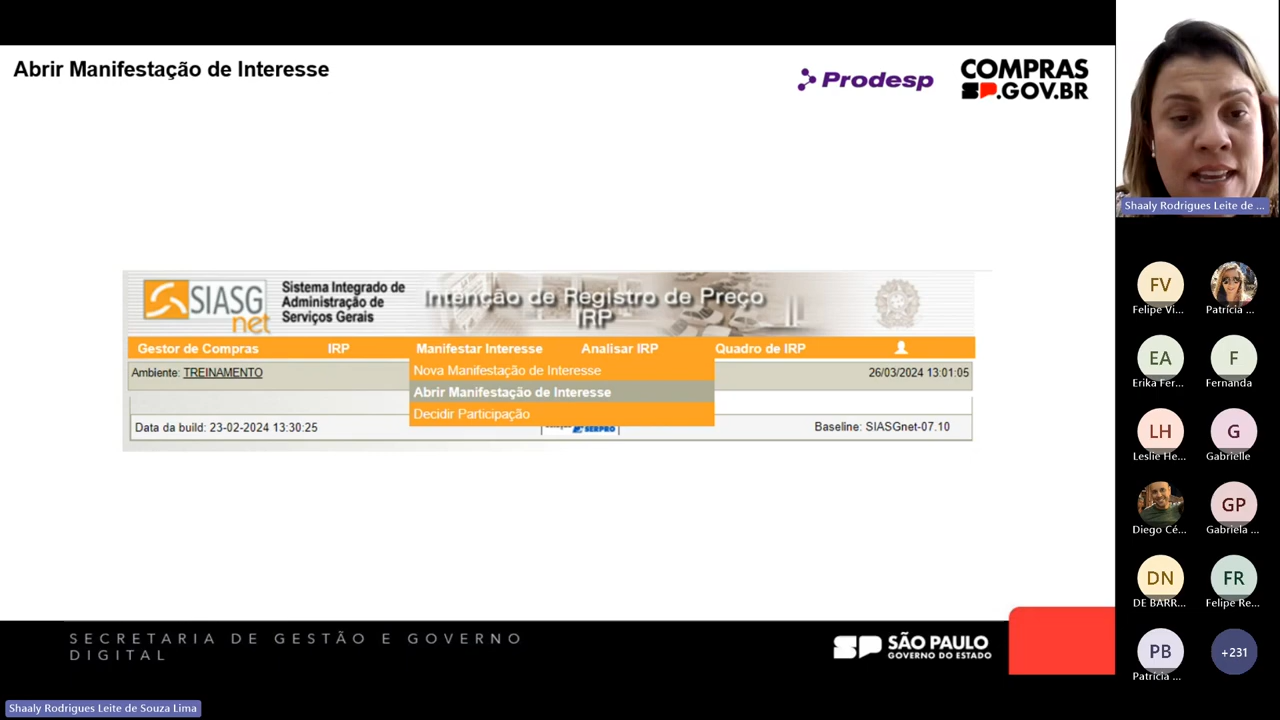 Abrir Manifestação de Interesse
Prodesp
COMPRAS
SP.GOV.BR
SIASG
net
Sistema Integrado de
Administração de
Serviços Gerais
Intenção de Registro de Preço
IRP
Gestor de Compras
IRP
Manifestar Interesse
Analisar IRP
Quadro de IRP
Nova Manifestação de Interesse
Abrir Manifestação de Interesse
Decidir Participação
Ambiente: TREINAMENTO
26/03/2024 13:01:05
Data da build: 23-02-2024 13:30:25
SERPRO
Baseline: SIASGnet-07.10
SECRETARIA DE GESTÃO E GOVERNO
DIGITAL
SP SÃO PAULO
GOVERNO DO ESTADO
Shaaly Rodrigues Leite de Souza Lima
Shaaly Rodrigues Leite de ...
FV
Felipe Vi...
Patrícia ...
EA
Erika Fer...
F
Fernanda
LH
Leslie He...
G
Gabrielle
Diego Cé...
GP
Gabriela ...
DN
DE BARR...
FR
Felipe Re...
PB
Patrícia ...
+231